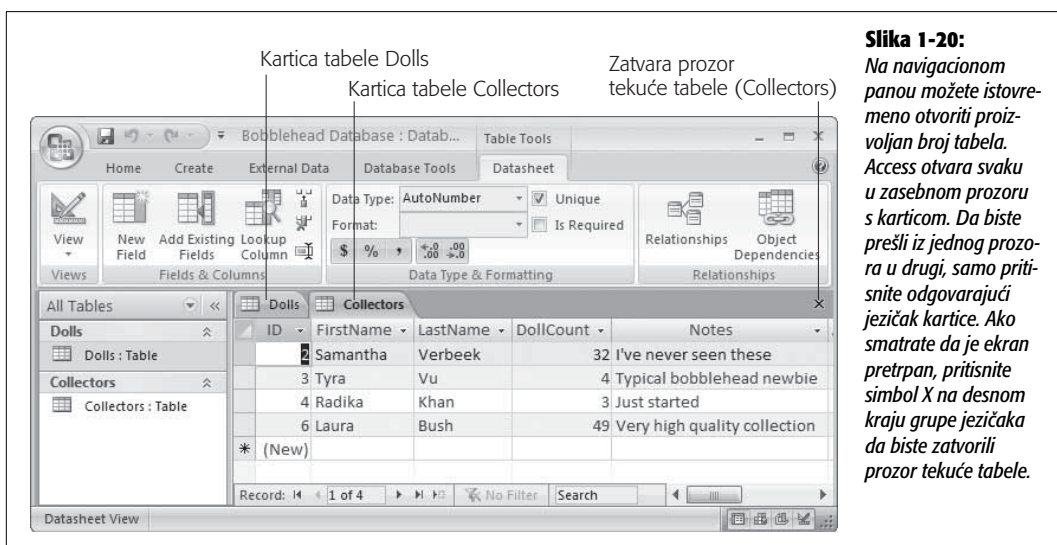 Kartica tabele Dolls
Kartica tabele Collectors
Zatvara prozor
tekuće tabele (Collectors)
Bobblehead Database : Datab...
Table Tools
Home Create External Data Database Tools Datasheet
View
New Field
Add Existing Fields
Lookup Column
Data Type: AutoNumber
Format:
$ % ,
Unique
Is Required
Relationships
Object Dependencies
Views
Fields & Columns
Data Type & Formatting
Relationships
All Tables
Dolls
Dolls : Table
Collectors
Collectors : Table
Dolls Collectors
ID FirstName LastName DollCount Notes
2 Samantha Verbeek 32 I've never seen these
3 Tyra Vu 4 Typical bobblehead newbie
4 Radika Khan 3 Just started
6 Laura Bush 49 Very high quality collection
* (New)
Record: 1 of 4 No Filter Search
Datasheet View
Slika 1-20:
Na navigacionom
panou možete istovre-
meno otvoriti proiz-
voljan broj tabela.
Access otvara svaku
u zasebnom prozoru
s karticom. Da biste
prešli iz jednog prozo-
ra u drugi, samo priti-
snite odgovarajući
jezičak kartice. Ako
smatrate da je ekran
pretrpan, pritisnite
simbol X na desnom
kraju grupe jezičaka
da biste zatvorili
prozor tekuće tabele.